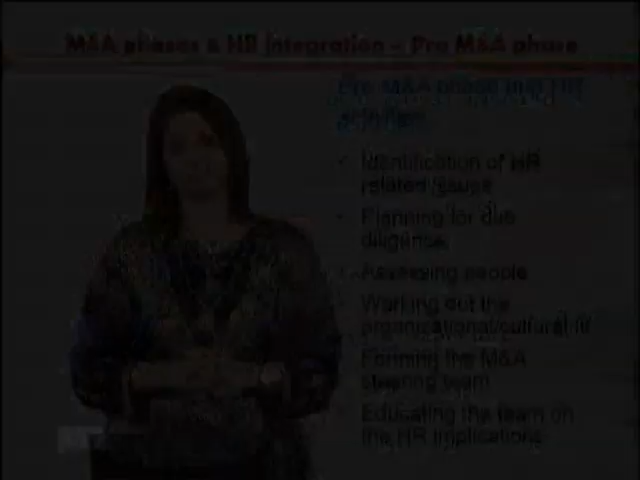 M&A phases & HR Integration – Pre M&A phase
Pre M&A phase and HR
activities
• Identification of HR
related issues
• Planning for due
diligence
• Assessing people
• Working out the
organizational/cultural fit
• Forming the M&A
steering team
• Educating the team on
the HR implications